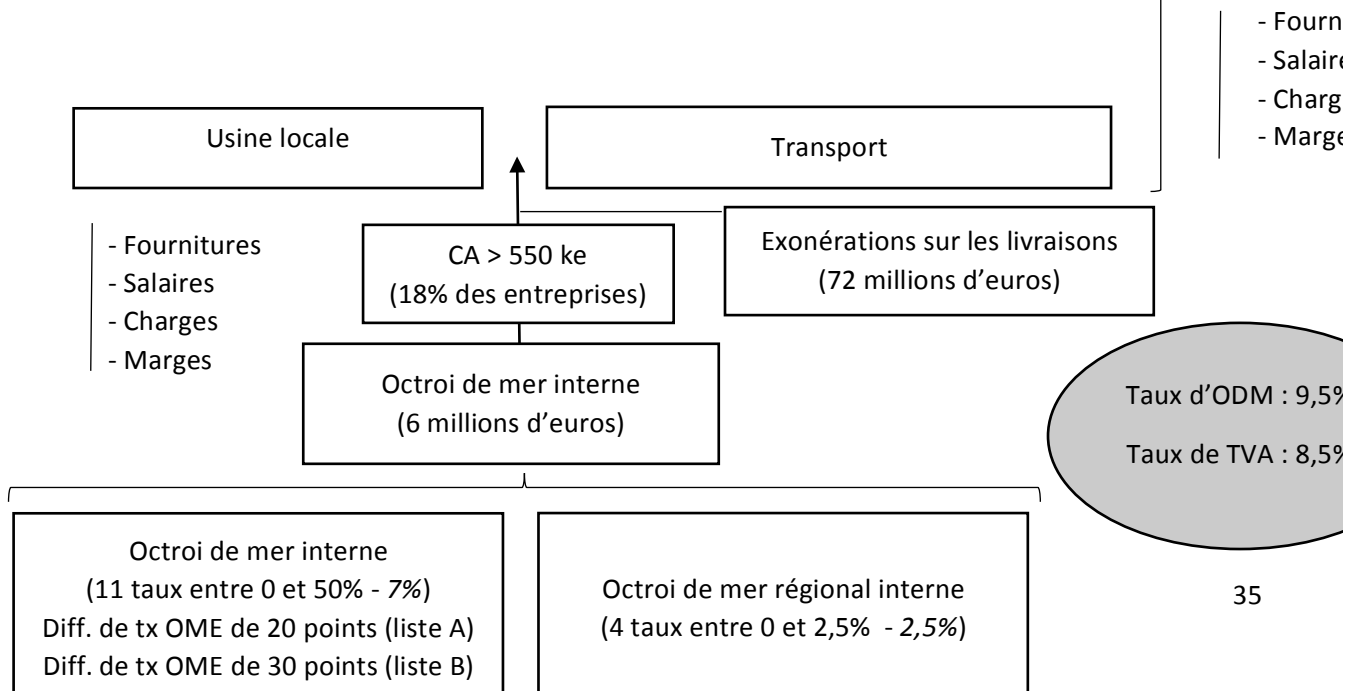 - Fourn
- Salaire
- Charg
- Marge
Usine locale
Transport
- Fournitures
- Salaires
- Charges
- Marges
CA > 550 ke
(18% des entreprises)
Exonérations sur les livraisons
(72 millions d'euros)
Octroi de mer interne
(6 millions d'euros)
Taux d'ODM : 9,5%
Taux de TVA : 8,5%
Octroi de mer interne
(11 taux entre 0 et 50% - 7%)
Diff. de tx OME de 20 points (liste A)
Diff. de tx OME de 30 points (liste B)
Octroi de mer régional interne
(4 taux entre 0 et 2,5%  - 2,5%)
35